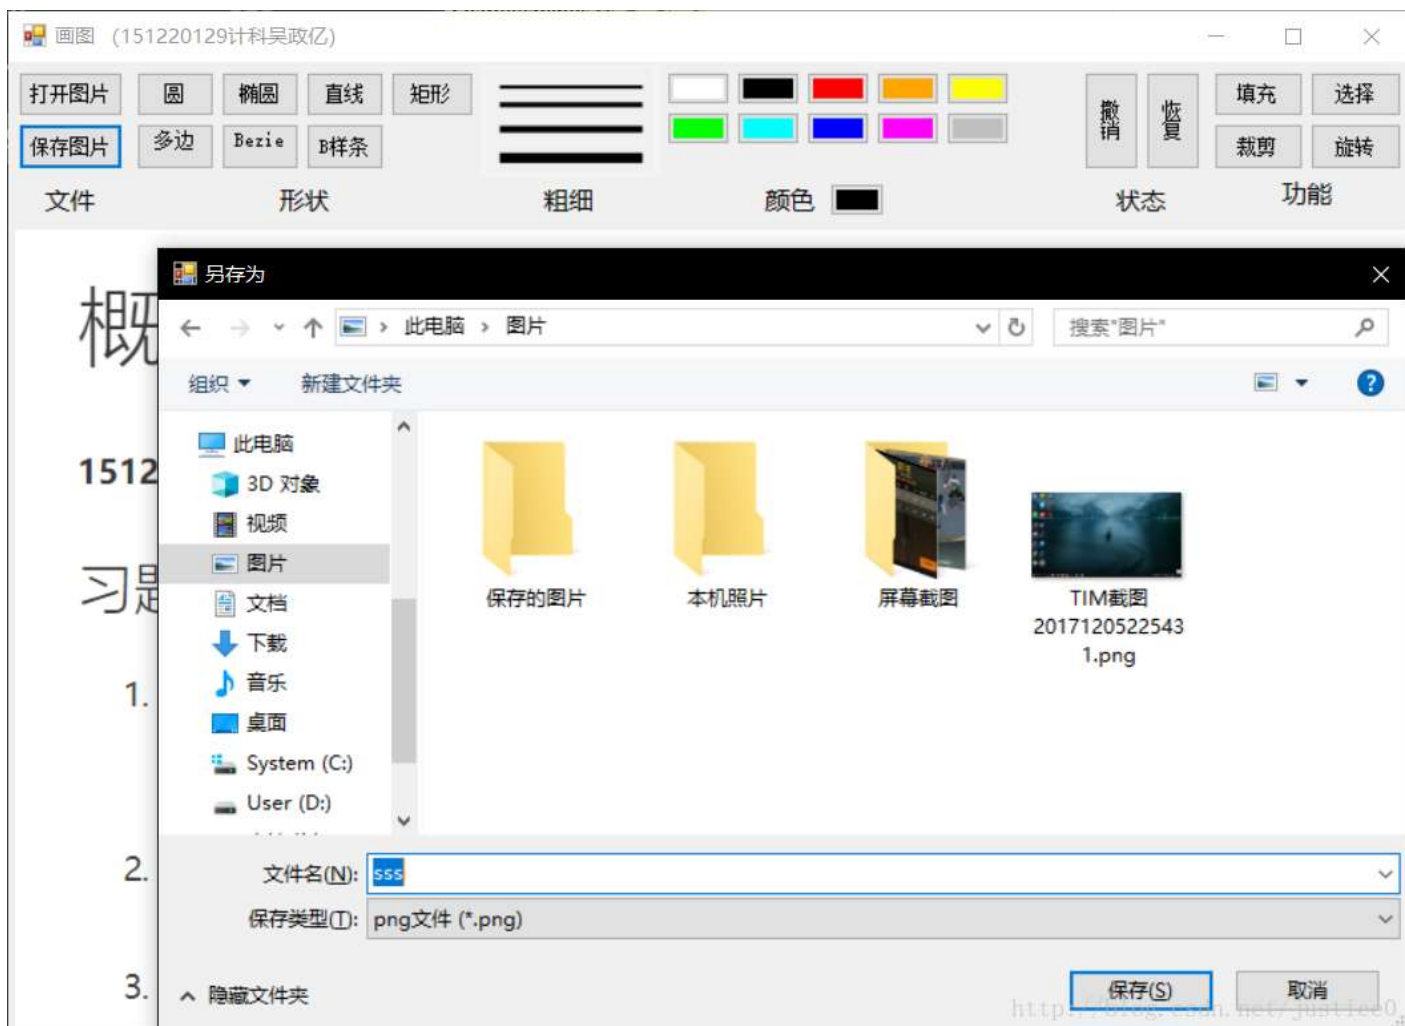 画图 (151220129计科吴政亿)
打开图片 圆 椭圆 直线 矩形 撤销 恢复 填充 选择
保存图片 多边 Bezie B样条 裁剪 旋转
文件 形状 粗细 颜色 状态 功能
另存为
概
此电脑 › 图片 搜索"图片"
组织 新建文件夹
1512
此电脑
3D 对象
视频
图片
文档
下载
音乐
桌面
System (C:)
User (D:)
保存的图片 本机照片 屏幕截图 TIM截图
2017120522543
1.png
习题
1.
2.
3.
文件名(N): sss
保存类型(T): png文件 (*.png)
隐藏文件夹 保存(S) 取消
http://blog.csdn.net/justice0